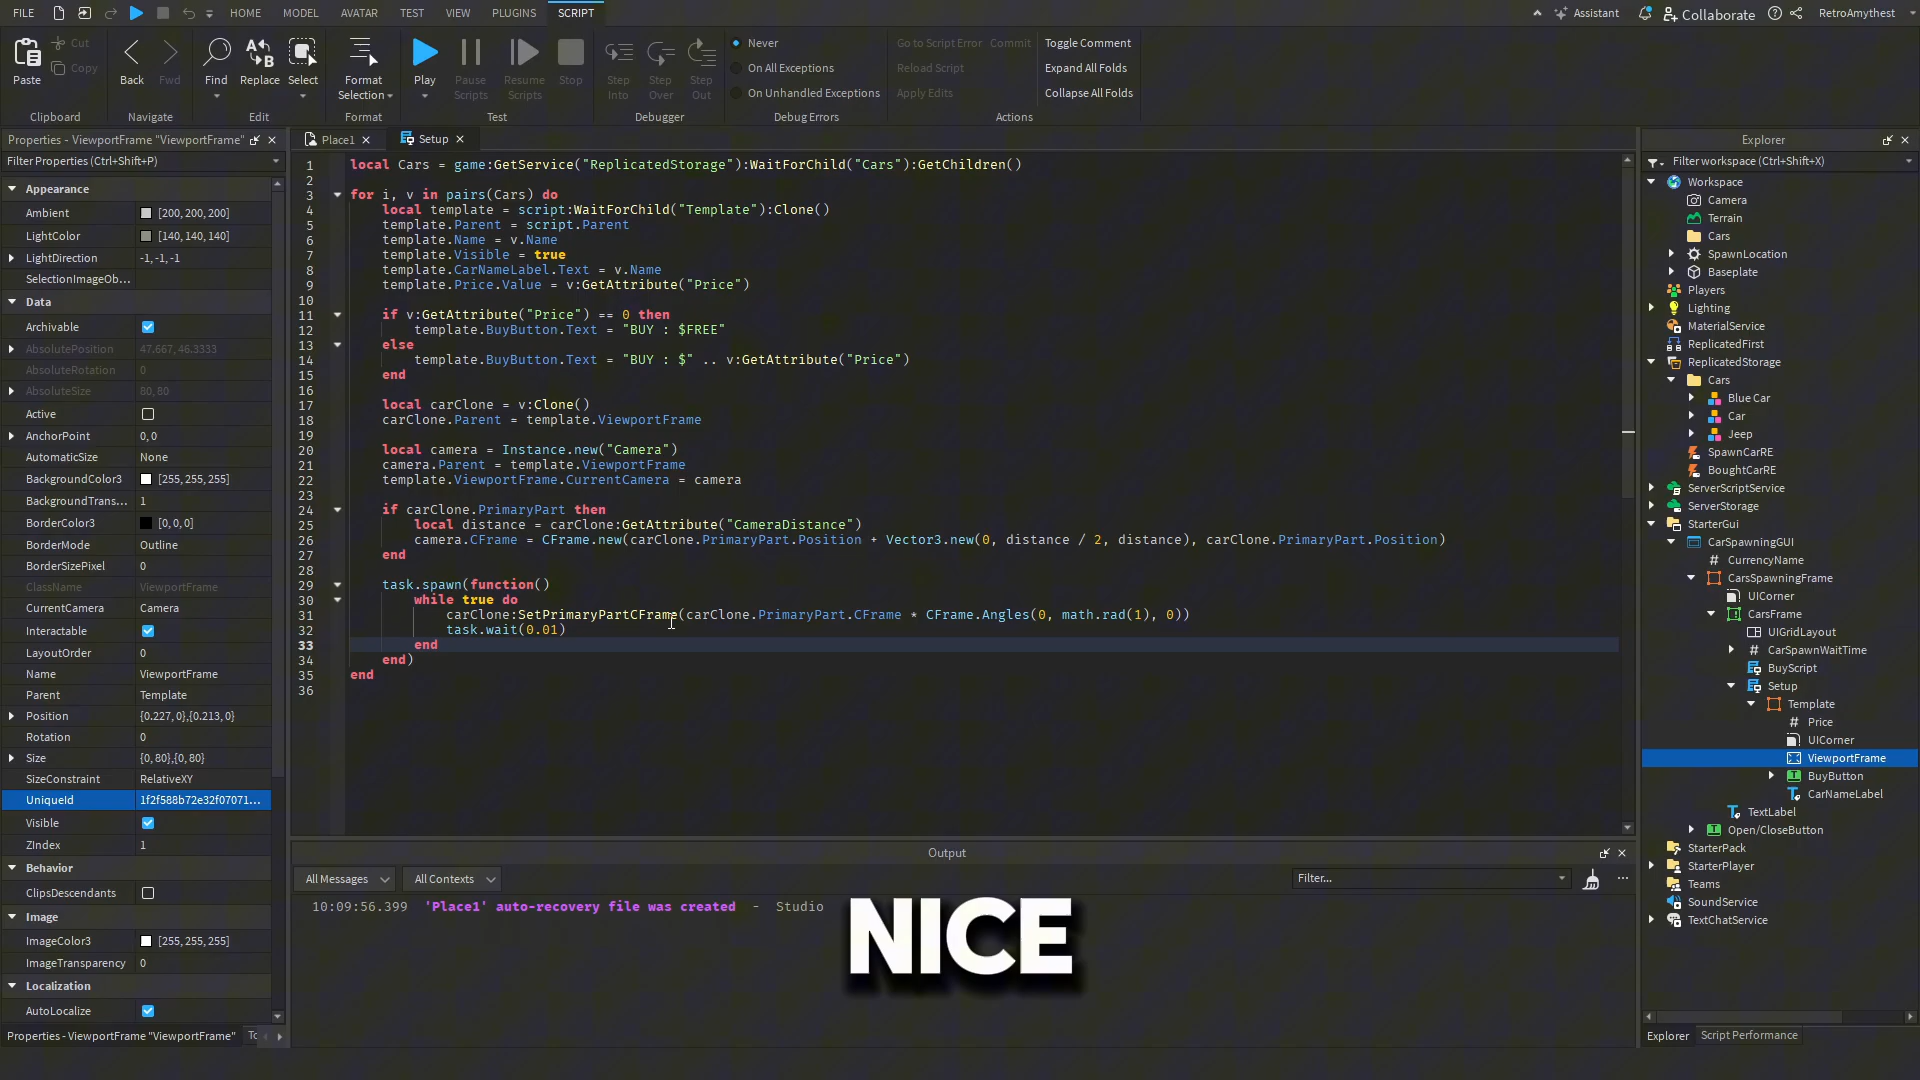 FILE HOME MODEL AVATAR TEST VIEW PLUGINS SCRIPT Assistant Collaborate RetroAmythest
Paste Cut Copy Back Fwd Find Replace Select Format Selection Play Pause Scripts Resume Scripts Stop Step Into Step Over Step Out
Never
On All Exceptions
On Unhandled Exceptions
Go to Script Error Commit
Reload Script
Apply Edits
Toggle Comment
Expand All Folds
Collapse All Folds
Clipboard Navigate Edit Format Test Debugger Debug Errors Actions
Properties - ViewportFrame "ViewportFrame"
Filter Properties (Ctrl+Shift+P)
Appearance
Ambient [200, 200, 200]
LightColor [140, 140, 140]
LightDirection -1, -1, -1
SelectionImageOb...
Data
Archivable
AbsolutePosition 47.667, 46.3333
AbsoluteRotation 0
AbsoluteSize 80, 80
Active
AnchorPoint 0, 0
AutomaticSize None
BackgroundColor3 [255, 255, 255]
BackgroundTrans... 1
BorderColor3 [0, 0, 0]
BorderMode Outline
BorderSizePixel 0
ClassName ViewportFrame
CurrentCamera Camera
Interactable
LayoutOrder 0
Name ViewportFrame
Parent Template
Position {0.227, 0},{0.213, 0}
Rotation 0
Size {0, 80},{0, 80}
SizeConstraint RelativeXY
UniqueId 1f2f588b72e32f07071...
Visible
ZIndex 1
Behavior
ClipsDescendants
Image
ImageColor3 [255, 255, 255]
ImageTransparency 0
Localization
AutoLocalize
Properties - ViewportFrame "ViewportFrame"
Place1 Setup
1 local Cars = game:GetService("ReplicatedStorage"):WaitForChild("Cars"):GetChildren()
2
3 for i, v in pairs(Cars) do
4 local template = script:WaitForChild("Template"):Clone()
5 template.Parent = script.Parent
6 template.Name = v.Name
7 template.Visible = true
8 template.CarNameLabel.Text = v.Name
9 template.Price.Value = v:GetAttribute("Price")
10
11 if v:GetAttribute("Price") == 0 then
12 template.BuyButton.Text = "BUY : $FREE"
13 else
14 template.BuyButton.Text = "BUY : $" .. v:GetAttribute("Price")
15 end
16
17 local carClone = v:Clone()
18 carClone.Parent = template.ViewportFrame
19
20 local camera = Instance.new("Camera")
21 camera.Parent = template.ViewportFrame
22 template.ViewportFrame.CurrentCamera = camera
23
24 if carClone.PrimaryPart then
25 local distance = carClone:GetAttribute("CameraDistance")
26 camera.CFrame = CFrame.new(carClone.PrimaryPart.Position + Vector3.new(0, distance / 2, distance), carClone.PrimaryPart.Position)
27 end
28
29 task.spawn(function()
30 while true do
31 carClone:SetPrimaryPartCFrame(carClone.PrimaryPart.CFrame * CFrame.Angles(0, math.rad(1), 0))
32 task.wait(0.01)
33 end
34 end)
35 end
36
Output
All Messages All Contexts Filter...
10:09:56.399 'Place1' auto-recovery file was created - Studio
NICE
Explorer
Filter workspace (Ctrl+Shift+X)
Workspace
Camera
Terrain
Cars
SpawnLocation
Baseplate
Players
Lighting
MaterialService
ReplicatedFirst
ReplicatedStorage
Cars
Blue Car
Car
Jeep
SpawnCarRE
BoughtCarRE
ServerScriptService
ServerStorage
StarterGui
CarSpawningGUI
CurrencyName
CarsSpawningFrame
UICorner
CarsFrame
UIGridLayout
CarSpawnWaitTime
BuyScript
Setup
Template
Price
UICorner
ViewportFrame
BuyButton
CarNameLabel
TextLabel
Open/CloseButton
StarterPack
StarterPlayer
Teams
SoundService
TextChatService
Explorer Script Performance